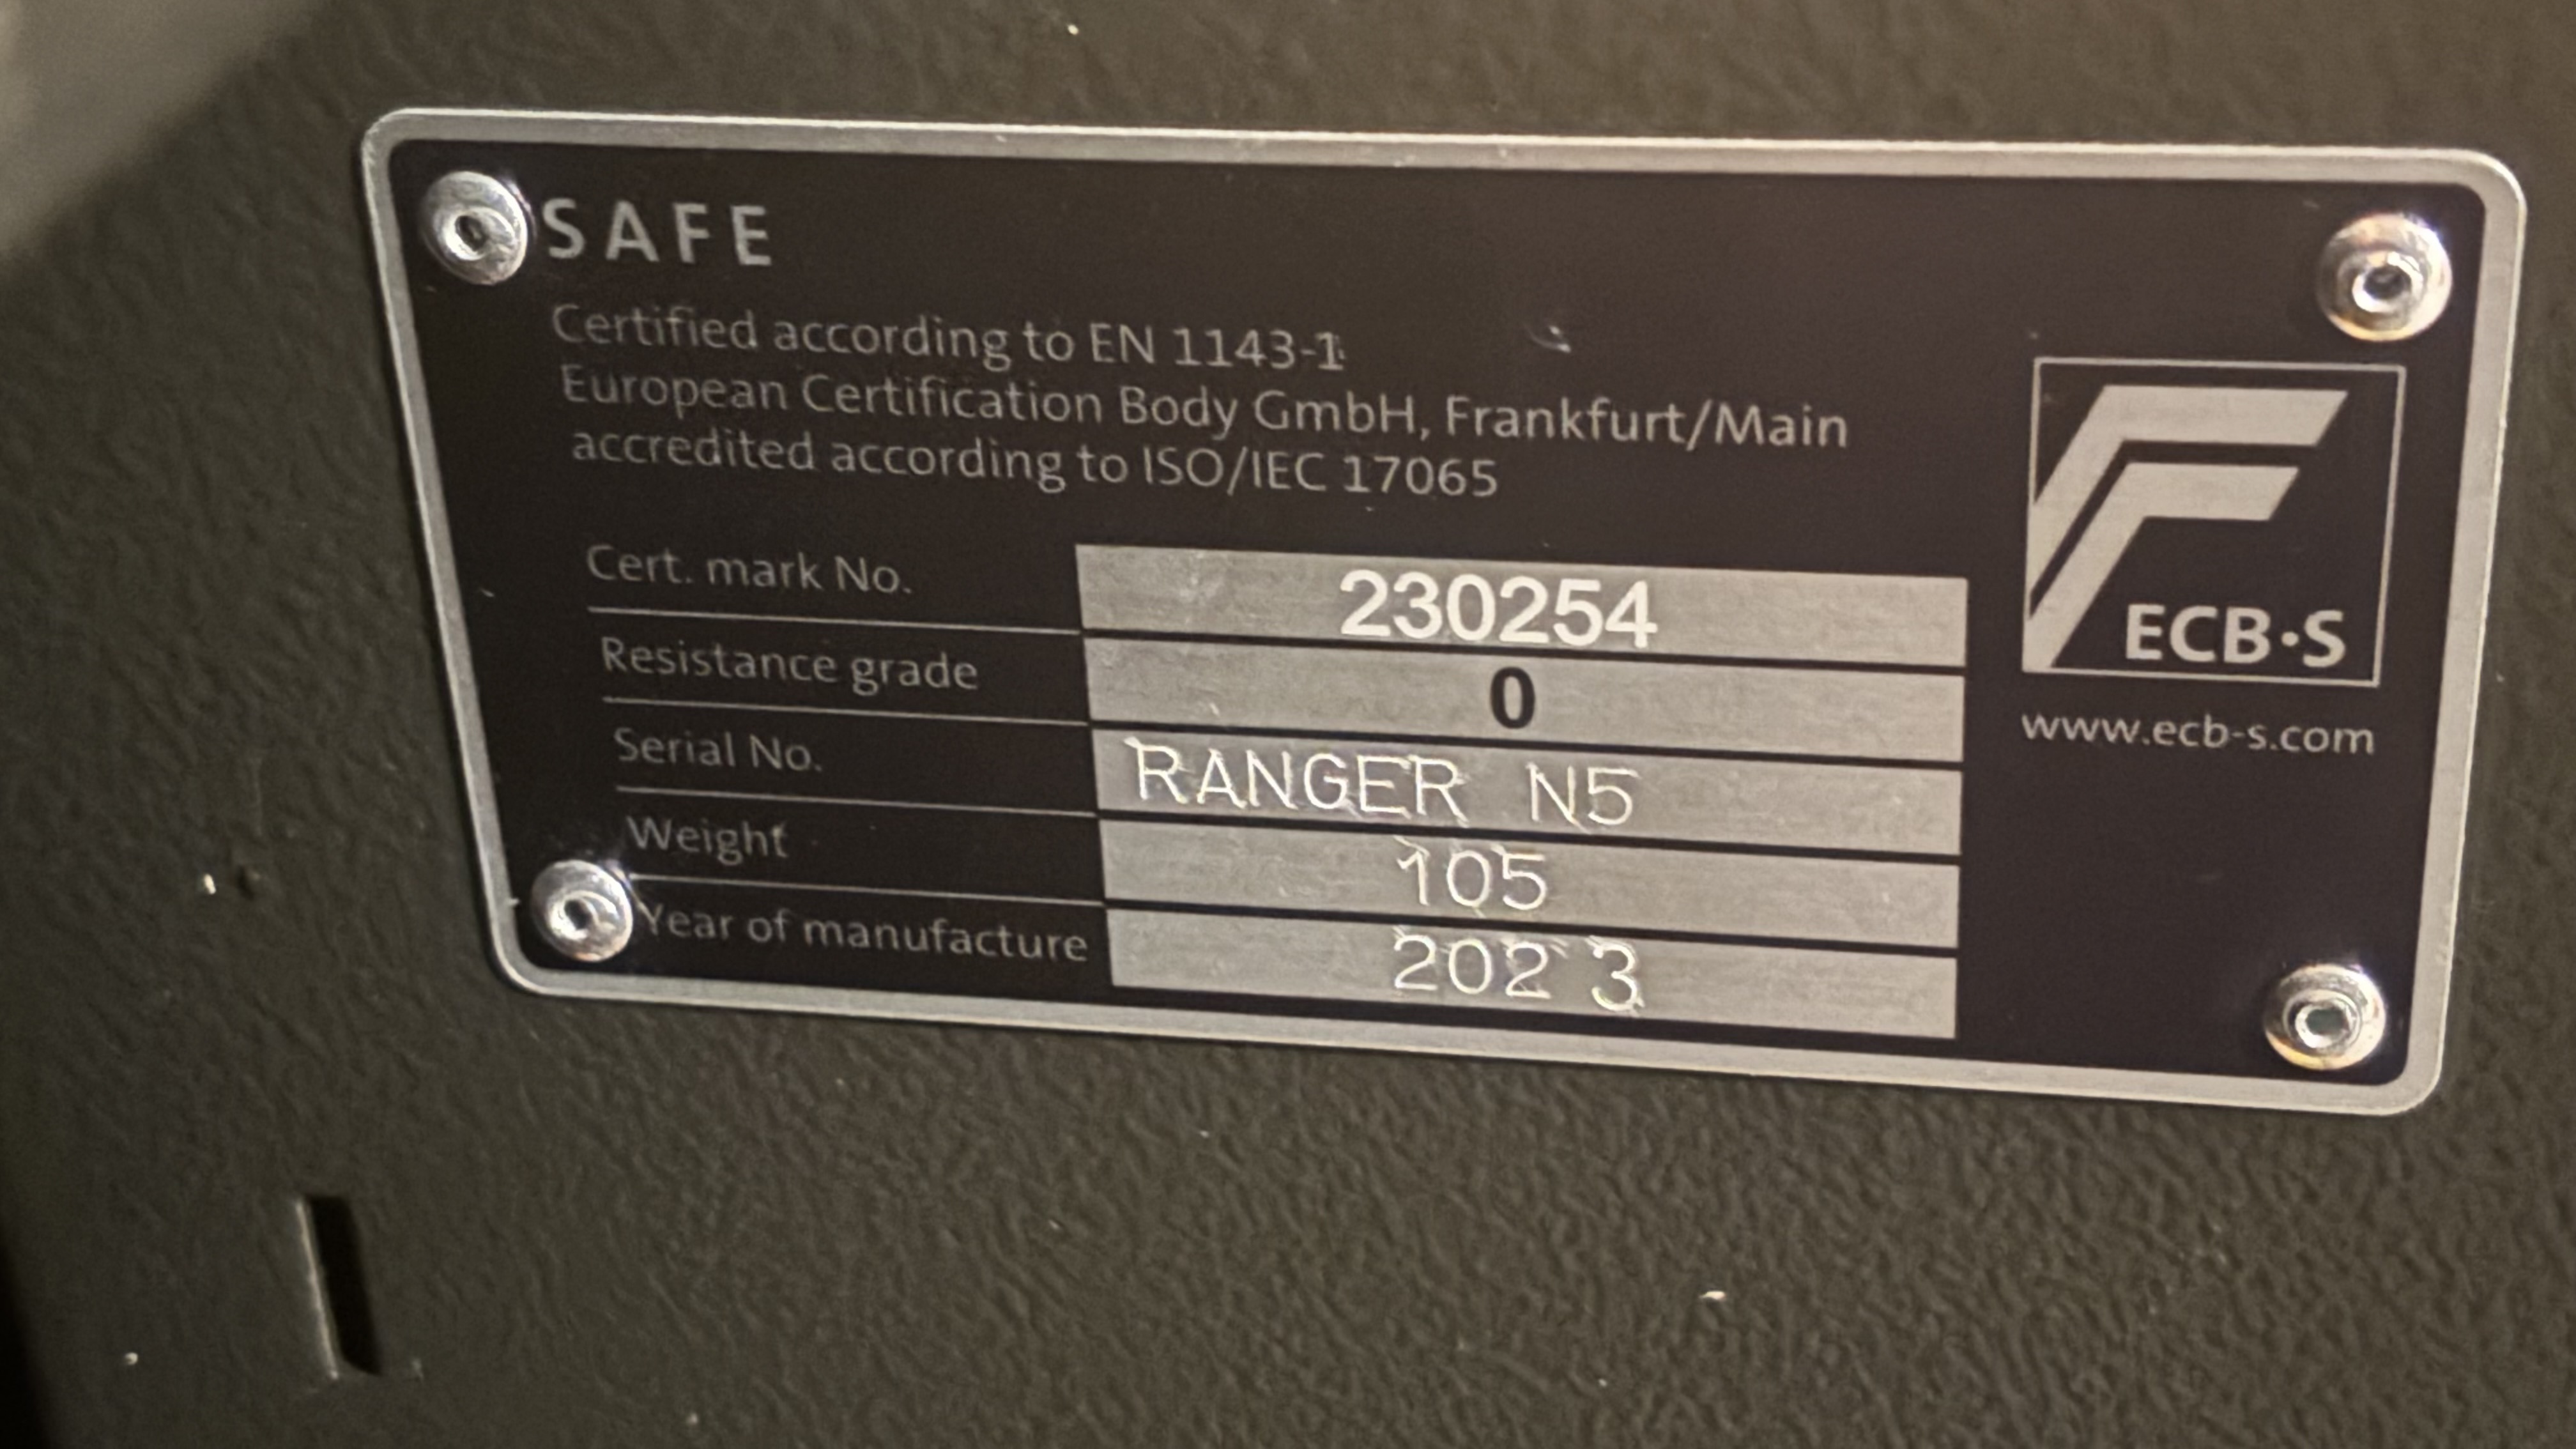 SAFE
Certified according to EN 1143-1
European Certification Body GmbH, Frankfurt/Main
accredited according to ISO/IEC 17065
Cert. mark No. 230254
Resistance grade 0
Serial No. RANGER N5
Weight 105
Year of manufacture 2023
ECB·S
www.ecb-s.com